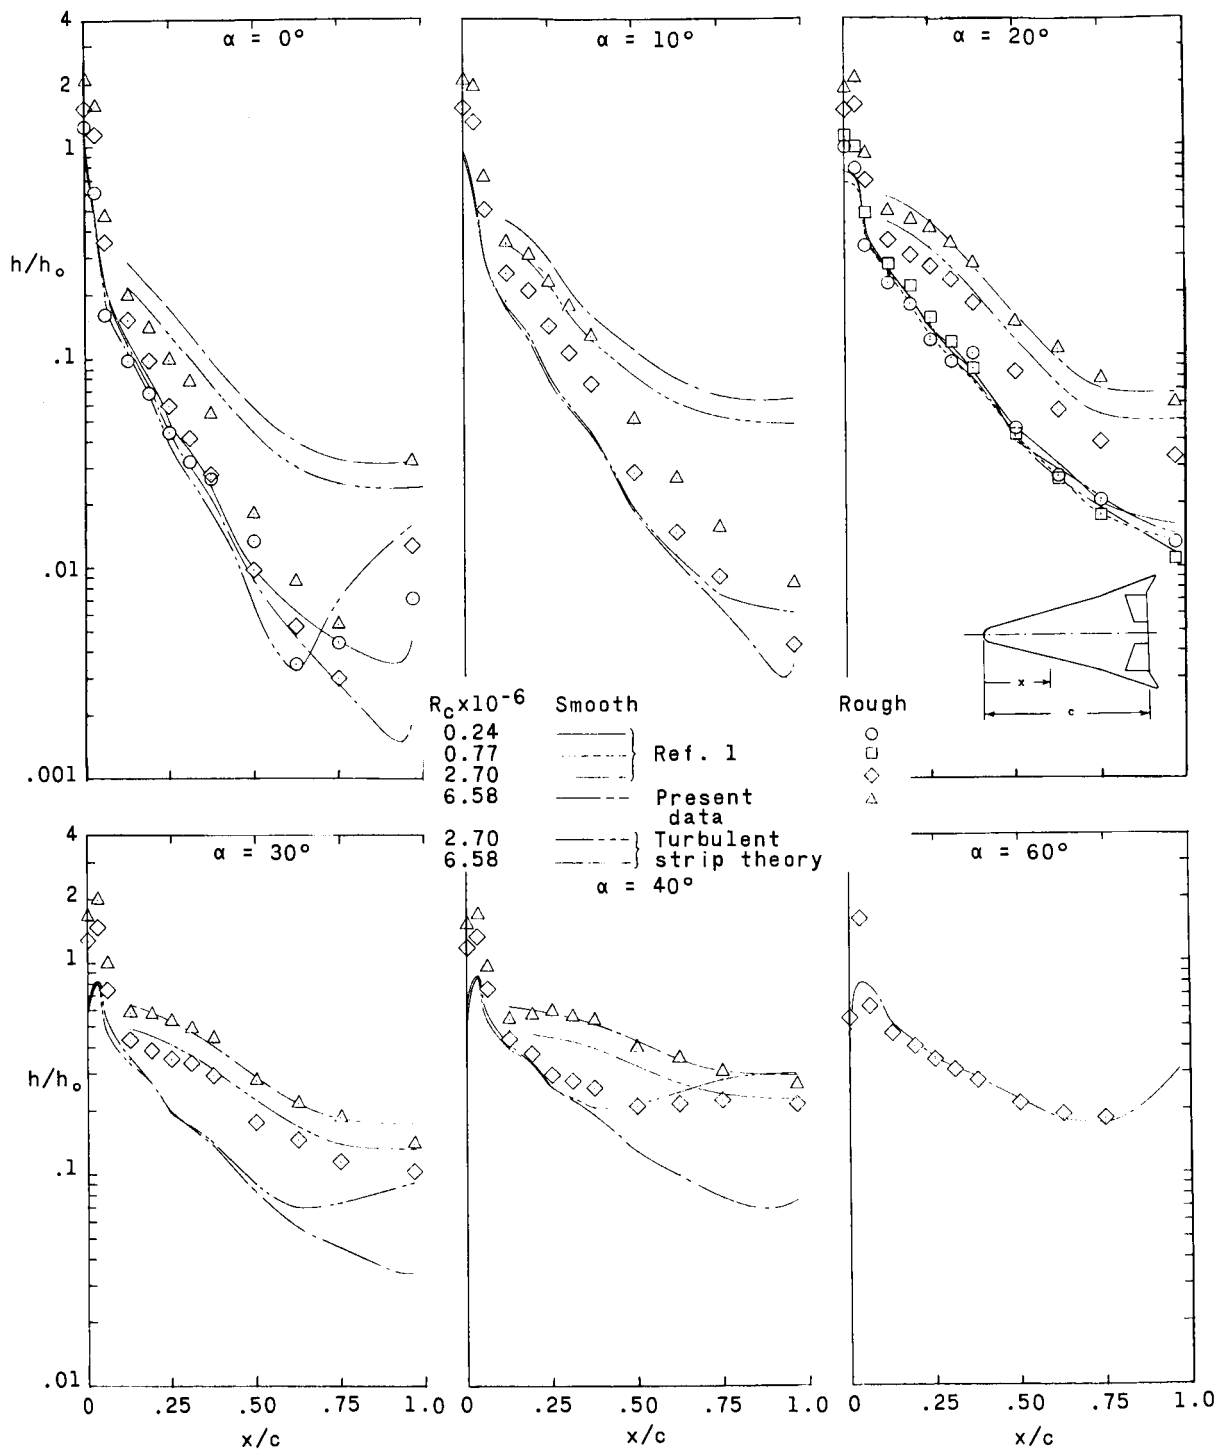 α = 0°
α = 10°
α = 20°
4
2
1
h/hₒ
.1
.01
.001
x
c
R_c x10⁻⁶ Smooth Rough
0.24
0.77 Ref. 1
2.70
6.58 Present
data
2.70 Turbulent
6.58 strip theory
α = 30°
α = 40°
α = 60°
4
2
1
h/hₒ
.1
.01
0 .25 .50 .75 1.0
0 .25 .50 .75 1.0
0 .25 .50 .75 1.0
x/c
x/c
x/c